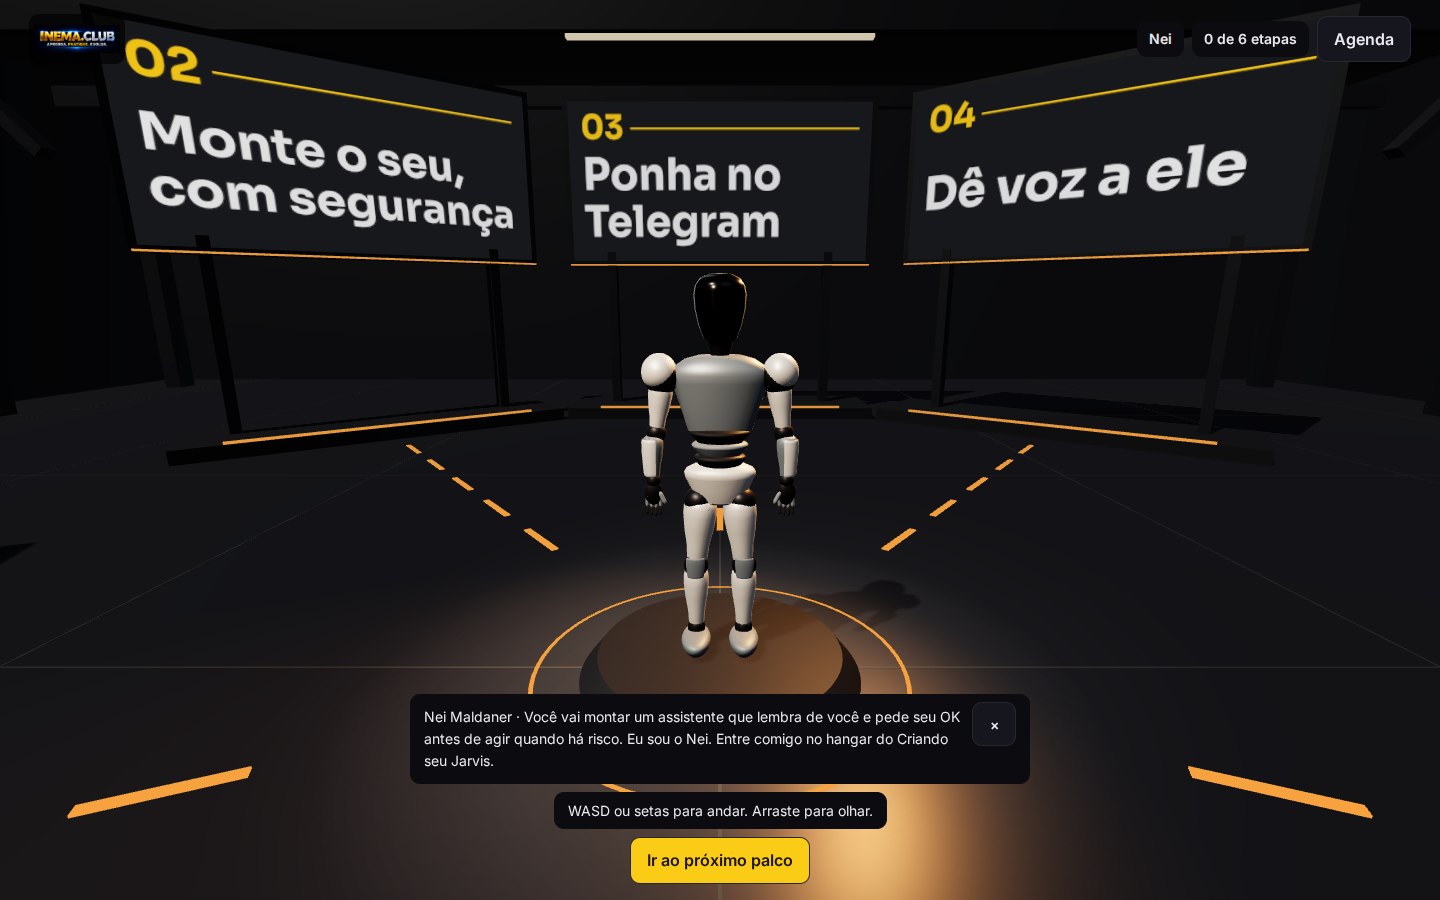 INEMA.CLUB
APRENDA. PRATIQUE. EVOLUA.
Nei
0 de 6 etapas
Agenda
02
Monte o seu,
com segurança
03
Ponha no
Telegram
04
Dê voz a ele
Nei Maldaner · Você vai montar um assistente que lembra de você e pede seu OK
antes de agir quando há risco. Eu sou o Nei. Entre comigo no hangar do Criando
seu Jarvis.
×
WASD ou setas para andar. Arraste para olhar.
Ir ao próximo palco